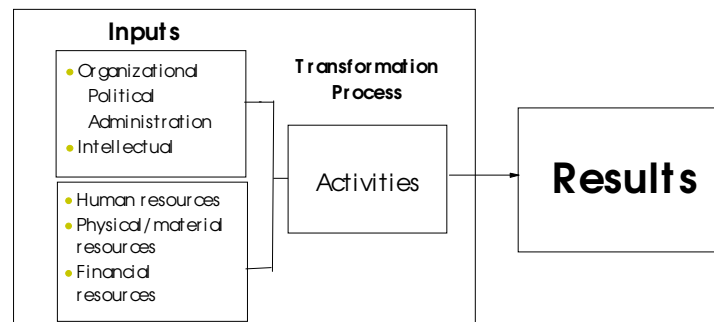 Inputs
• Organizational
Political
Administration
• Intellectual
• Human resources
• Physical/material
resources
• Financial
resources
Transformation
Process
Activities
Results